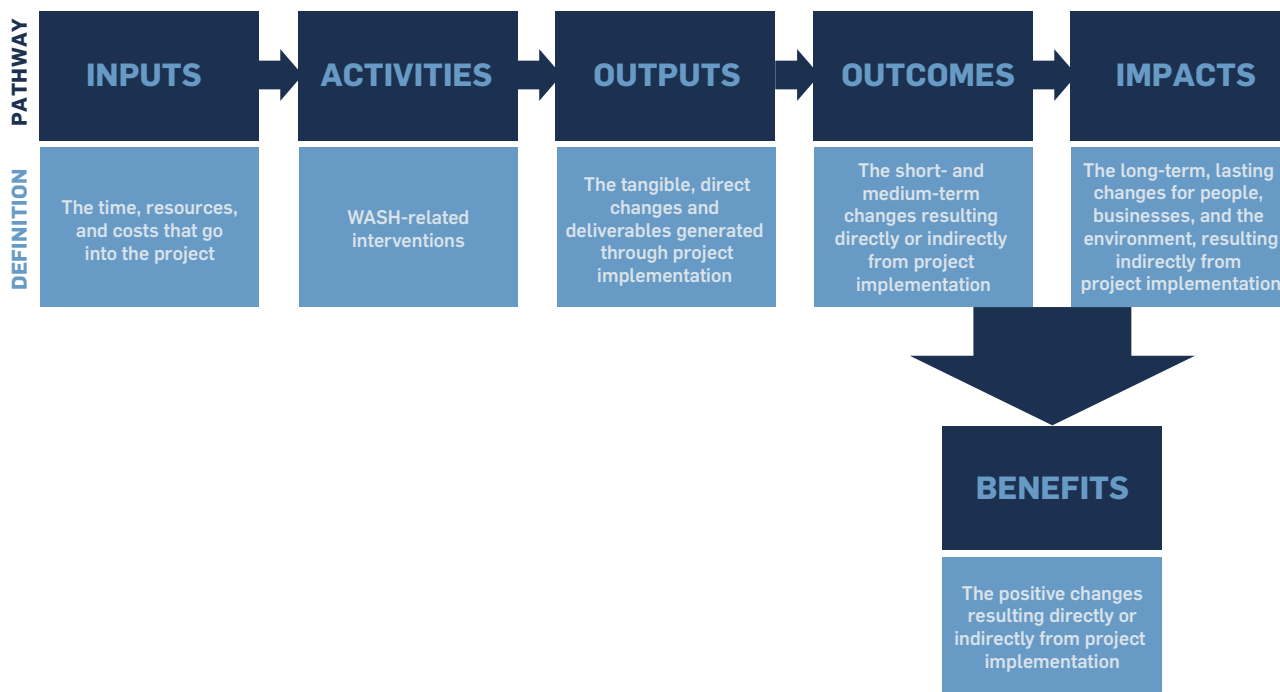 PATHWAY
INPUTS
ACTIVITIES
OUTPUTS
OUTCOMES
IMPACTS
DEFINITION
The time, resources,
and costs that go
into the project
WASH-related
interventions
The tangible, direct
changes and
deliverables generated
through project
implementation
The short- and
medium-term
changes resulting
directly or indirectly
from project
implementation
The long-term, lasting
changes for people,
businesses, and the
environment, resulting
indirectly from
project implementation
BENEFITS
The positive changes
resulting directly or
indirectly from project
implementation